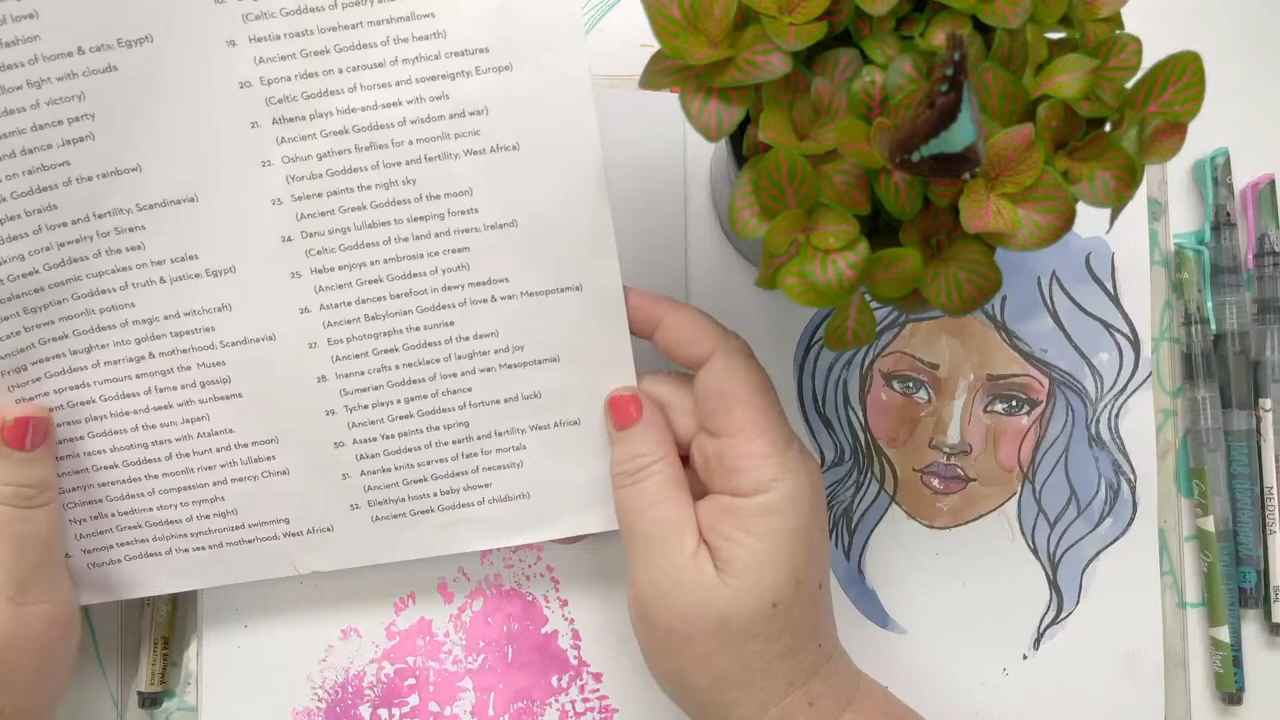 of love)
fashion
dess of home & cats; Egypt)
low fight with clouds
dess of victory)
smic dance party
nd dance ,Japan)
on rainbows
k Goddess of the rainbow)
plex braids
ddess of love and fertility; Scandinavia)
king coral jewelry for Sirens
t Greek Goddess of the sea)
balances cosmic cupcakes on her scales
ient Egyptian Goddess of truth & justice; Egypt)
cate brews moonlit potions
Ancient Greek Goddess of magic and witchcraft)
Frigg weaves laughter into golden tapestries
(Norse Goddess of marriage & motherhood; Scandinavia)
Pheme spreads rumours amongst the Muses
ent Greek Goddess of fame and gossip)
erasu plays hide-and-seek with sunbeams
anese Goddess of the sun; Japan)
temis races shooting stars with Atalanta.
ncient Greek Goddess of the hunt and the moon)
Guanyin serenades the moonlit river with lullabies
(Chinese Goddess of compassion and mercy; China)
Nyx tells a bedtime story to nymphs
(Ancient Greek Goddess of the night)
6. Yemoja teaches dolphins synchronized swimming
(Yoruba Goddess of the sea and motherhood; West Africa)
(Celtic Goddess of poetry and
19. Hestia roasts loveheart marshmallows
(Ancient Greek Goddess of the hearth)
20. Epona rides on a carousel of mythical creatures
(Celtic Goddess of horses and sovereignty; Europe)
21. Athena plays hide-and-seek with owls
(Ancient Greek Goddess of wisdom and war)
22. Oshun gathers fireflies for a moonlit picnic
(Yoruba Goddess of love and fertility; West Africa)
23. Selene paints the night sky
(Ancient Greek Goddess of the moon)
24. Danu sings lullabies to sleeping forests
(Celtic Goddess of the land and rivers; Ireland)
25. Hebe enjoys an ambrosia ice cream
(Ancient Greek Goddess of youth)
26. Astarte dances barefoot in dewy meadows
(Ancient Babylonian Goddess of love & war; Mesopotamia)
27. Eos photographs the sunrise
(Ancient Greek Goddess of the dawn)
28. Inanna crafts a necklace of laughter and joy
(Sumerian Goddess of love and war; Mesopotamia)
29. Tyche plays a game of chance
(Ancient Greek Goddess of fortune and luck)
30. Asase Yaa paints the spring
(Akan Goddess of the earth and fertility; West Africa)
31. Ananke knits scarves of fate for mortals
(Ancient Greek Goddess of necessity)
32. Eileithyia hosts a baby shower
(Ancient Greek Goddess of childbirth)
jane davenport
MEDUSA
15ML
Jane